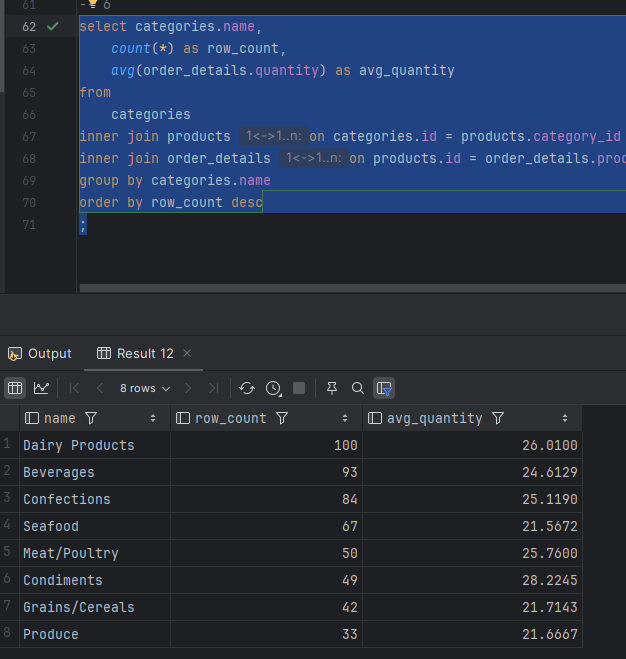 61 -- 6
62 select categories.name,
63 count(*) as row_count,
64 avg(order_details.quantity) as avg_quantity
65 from
66 categories
67 inner join products 1<->1..n: on categories.id = products.category_id
68 inner join order_details 1<->1..n: on products.id = order_details.prod
69 group by categories.name
70 order by row_count desc
71 ;
Output Result 12 ×
8 rows
name row_count avg_quantity
1 Dairy Products 100 26.0100
2 Beverages 93 24.6129
3 Confections 84 25.1190
4 Seafood 67 21.5672
5 Meat/Poultry 50 25.7600
6 Condiments 49 28.2245
7 Grains/Cereals 42 21.7143
8 Produce 33 21.6667